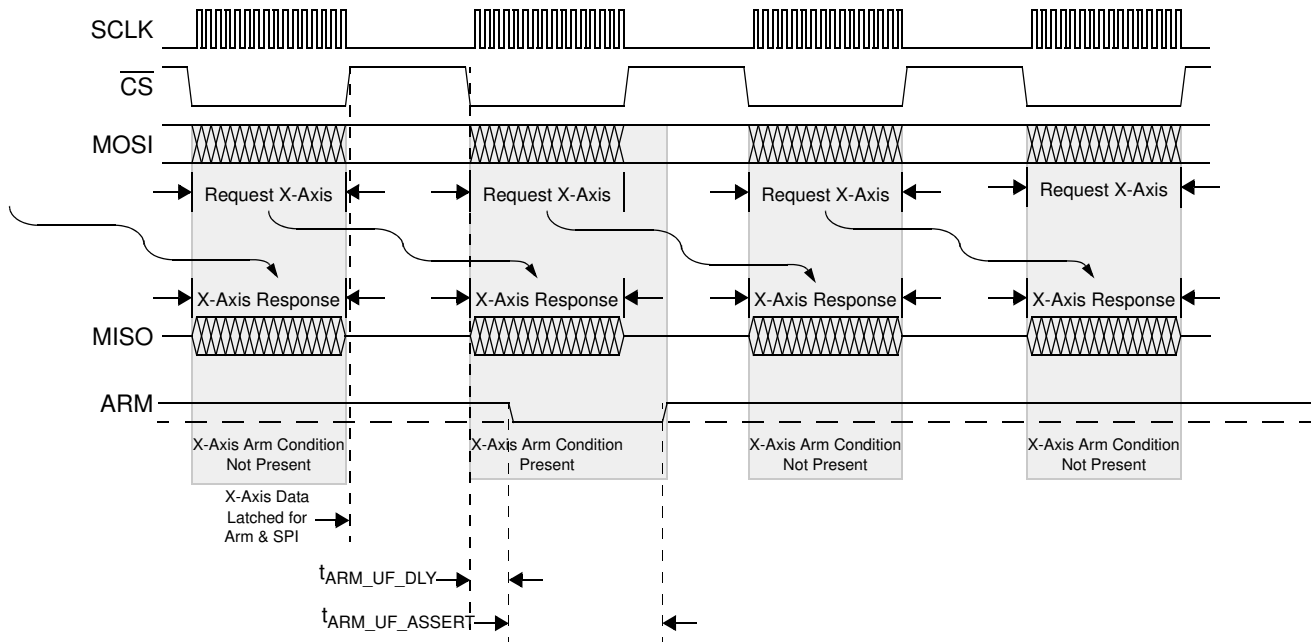 SCLK
CS
MOSI
Request X-Axis
Request X-Axis
Request X-Axis
Request X-Axis
X-Axis Response
X-Axis Response
X-Axis Response
X-Axis Response
MISO
ARM
X-Axis Arm Condition
Not Present
X-Axis Arm Condition
Present
X-Axis Arm Condition
Not Present
X-Axis Arm Condition
Not Present
X-Axis Data
Latched for
Arm & SPI
tARM_UF_DLY
tARM_UF_ASSERT